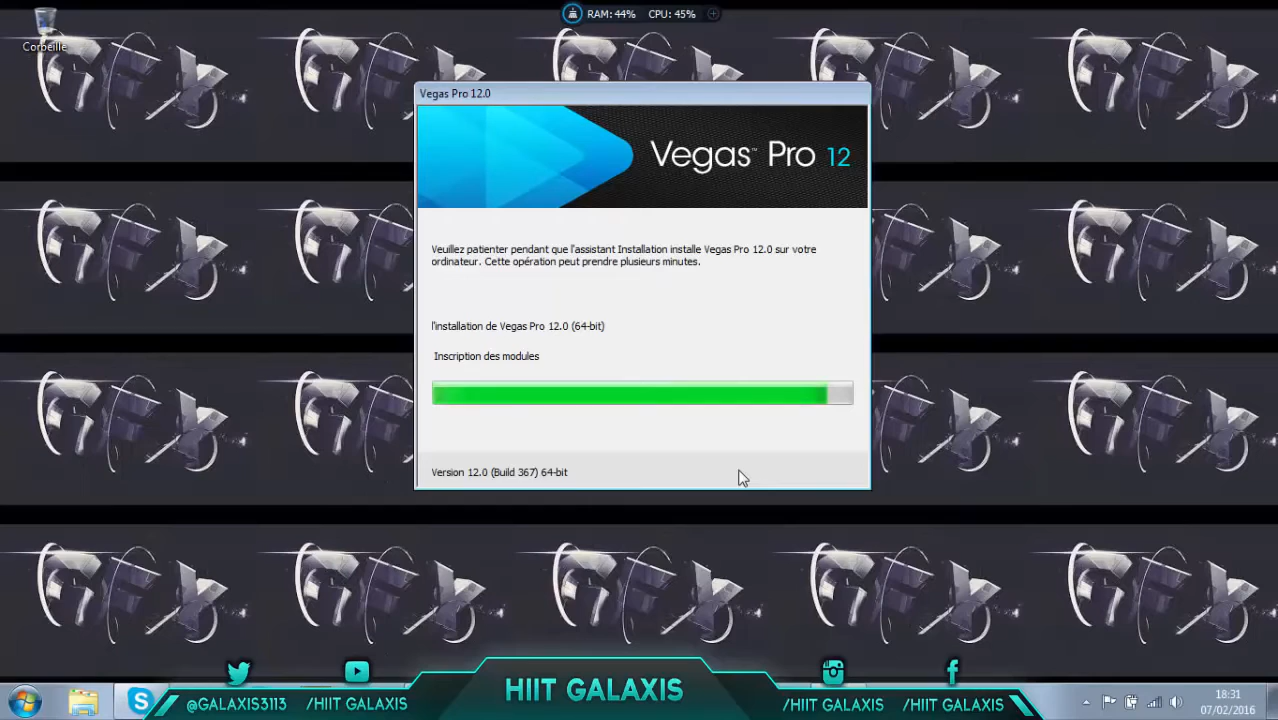 RAM: 44% CPU: 45%
Corbeille
Vegas Pro 12.0
Vegas™ Pro 12
Veuillez patienter pendant que l'assistant Installation installe Vegas Pro 12.0 sur votre
ordinateur. Cette opération peut prendre plusieurs minutes.
l'installation de Vegas Pro 12.0 (64-bit)
Inscription des modules
Version 12.0 (Build 367) 64-bit
@GALAXIS3113 /HIIT GALAXIS HIIT GALAXIS /HIIT GALAXIS /HIIT GALAXIS
18:31
07/02/2016